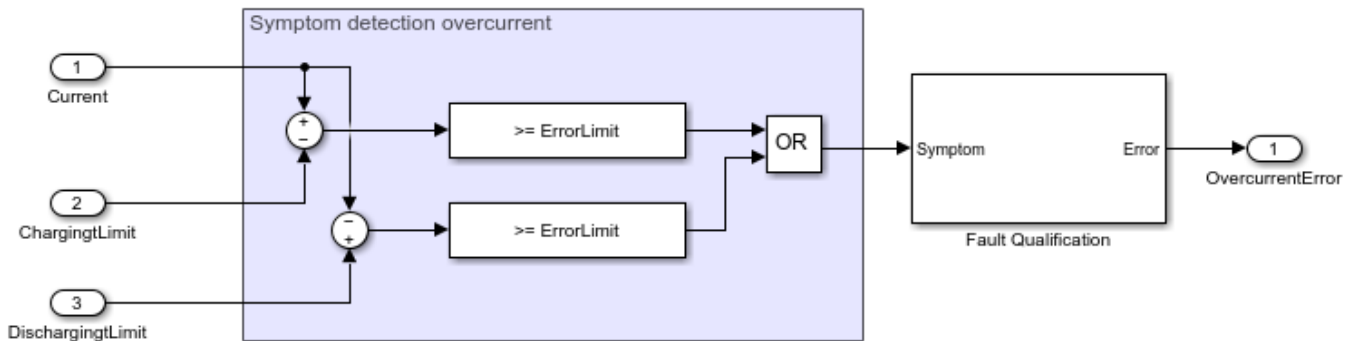 Symptom detection overcurrent
1
Current
+
−
>= ErrorLimit
OR
Symptom
Error
1
OvercurrentError
2
ChargingtLimit
−
+
>= ErrorLimit
Fault Qualification
3
DischargingtLimit